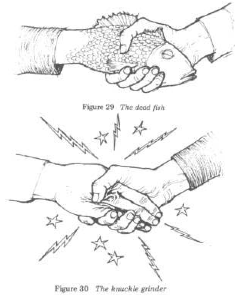 Figure 29 The dead fish
Figure 30 The knuckle grinder